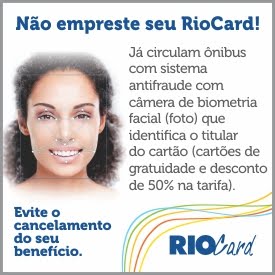 Não empreste seu RioCard!
Já circulam ônibus
com sistema
antifraude com
câmera de biometria
facial (foto) que
identifica o titular
do cartão (cartões de
gratuidade e desconto
de 50% na tarifa).
Evite o
cancelamento
do seu
benefício.
RIOCard